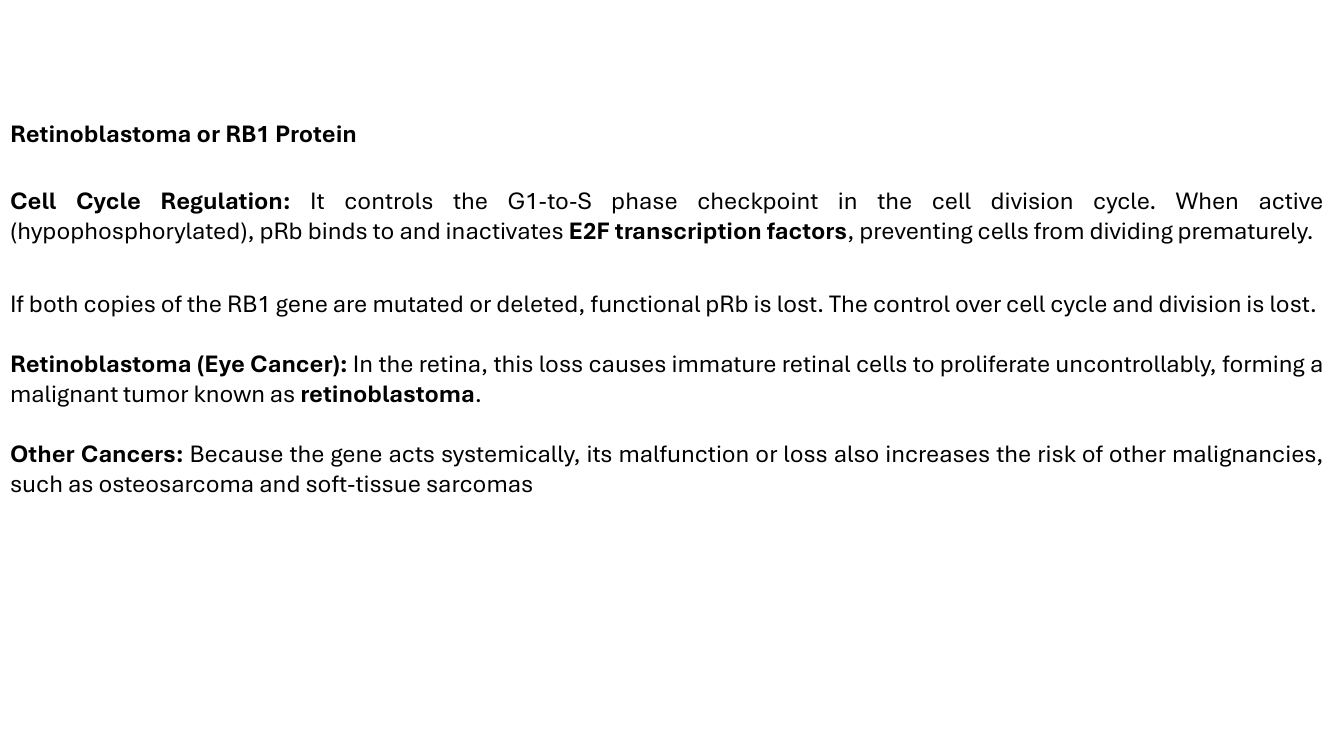 Retinoblastoma or RB1 Protein
Cell Cycle Regulation: It controls the G1-to-S phase checkpoint in the cell division cycle. When active
(hypophosphorylated), pRb binds to and inactivates E2F transcription factors, preventing cells from dividing prematurely.
If both copies of the RB1 gene are mutated or deleted, functional pRb is lost. The control over cell cycle and division is lost.
Retinoblastoma (Eye Cancer): In the retina, this loss causes immature retinal cells to proliferate uncontrollably, forming a
malignant tumor known as retinoblastoma.
Other Cancers: Because the gene acts systemically, its malfunction or loss also increases the risk of other malignancies,
such as osteosarcoma and soft-tissue sarcomas